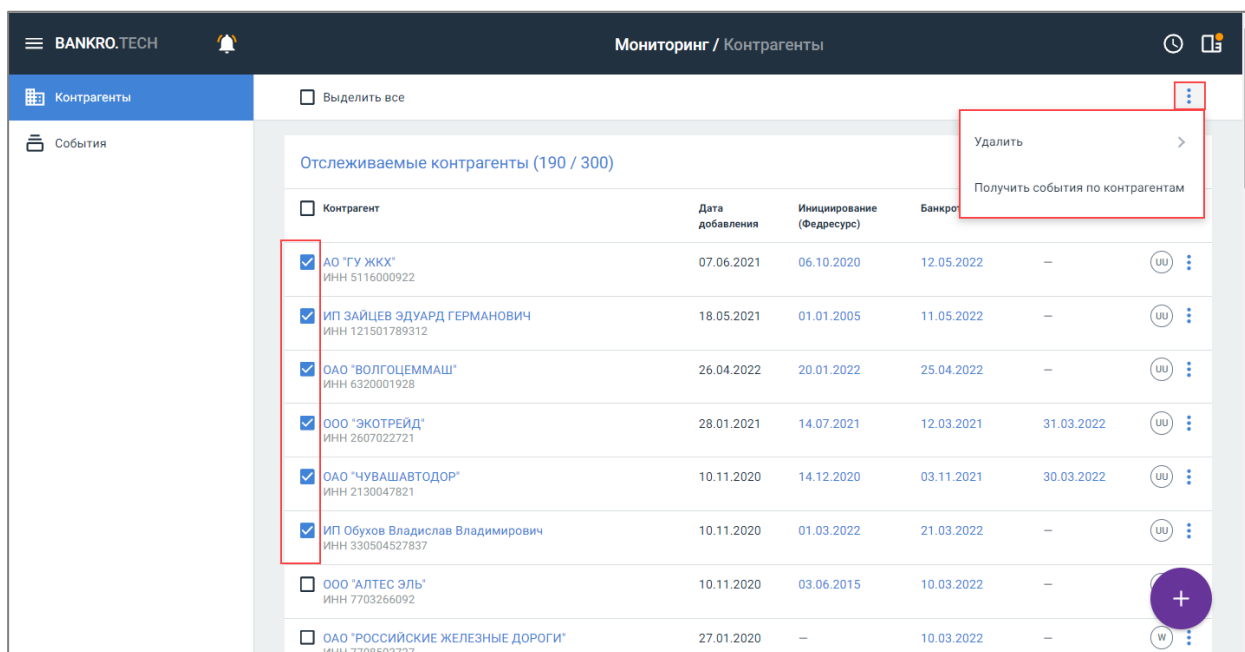 BANKRO.TECH
Мониторинг / Контрагенты
Контрагенты
Выделить все
События
Удалить
Получить события по контрагентам
Отслеживаемые контрагенты (190 / 300)
Контрагент Дата добавления Инициирование (Федресурс)
АО "ГУ ЖКХ" 07.06.2021 06.10.2020 12.05.2022 – UU
ИНН 5116000922
ИП ЗАЙЦЕВ ЭДУАРД ГЕРМАНОВИЧ 18.05.2021 01.01.2005 11.05.2022 – UU
ИНН 121501789312
ОАО "ВОЛГОЦЕММАШ" 26.04.2022 20.01.2022 25.04.2022 – UU
ИНН 6320001928
ООО "ЭКОТРЕЙД" 28.01.2021 14.07.2021 12.03.2021 31.03.2022 UU
ИНН 2607022721
ОАО "ЧУВАШАВТОДОР" 10.11.2020 14.12.2020 03.11.2021 30.03.2022 UU
ИНН 2130047821
ИП Обухов Владислав Владимирович 10.11.2020 01.03.2022 21.03.2022 – UU
ИНН 330504527837
ООО "АЛТЕС ЭЛЬ" 10.11.2020 03.06.2015 10.03.2022 –
ИНН 7703266092
ОАО "РОССИЙСКИЕ ЖЕЛЕЗНЫЕ ДОРОГИ" 27.01.2020 – 10.03.2022 – W